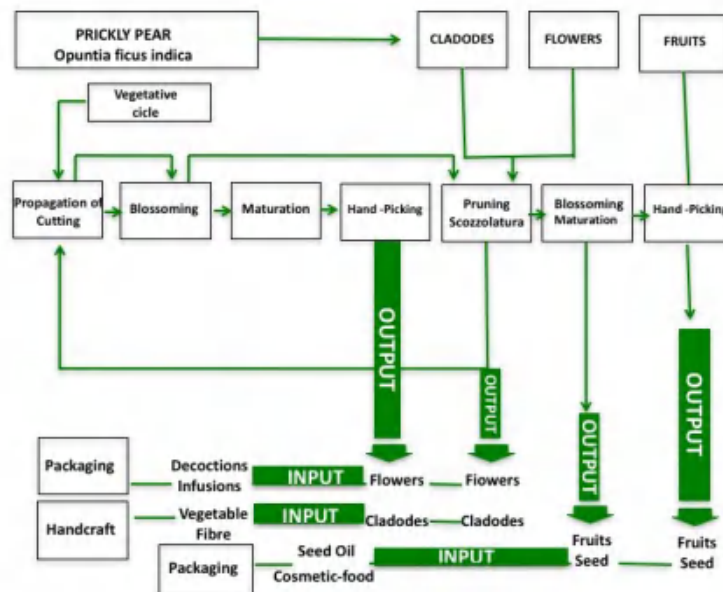 PRICKLY PEAR
Opuntia ficus indica
CLADODES
FLOWERS
FRUITS
Vegetative
cicle
Propagation of
Cutting
Blossoming
Maturation
Hand -Picking
Pruning
Scozzolatura
Blossoming
Maturation
Hand -Picking
OUTPUT
OUTPUT
OUTPUT
OUTPUT
Packaging
Decoctions
Infusions
INPUT
Flowers
Flowers
Handcraft
Vegetable
Fibre
INPUT
Cladodes
Cladodes
Packaging
Seed Oil
Cosmetic-food
INPUT
Fruits
Seed
Fruits
Seed